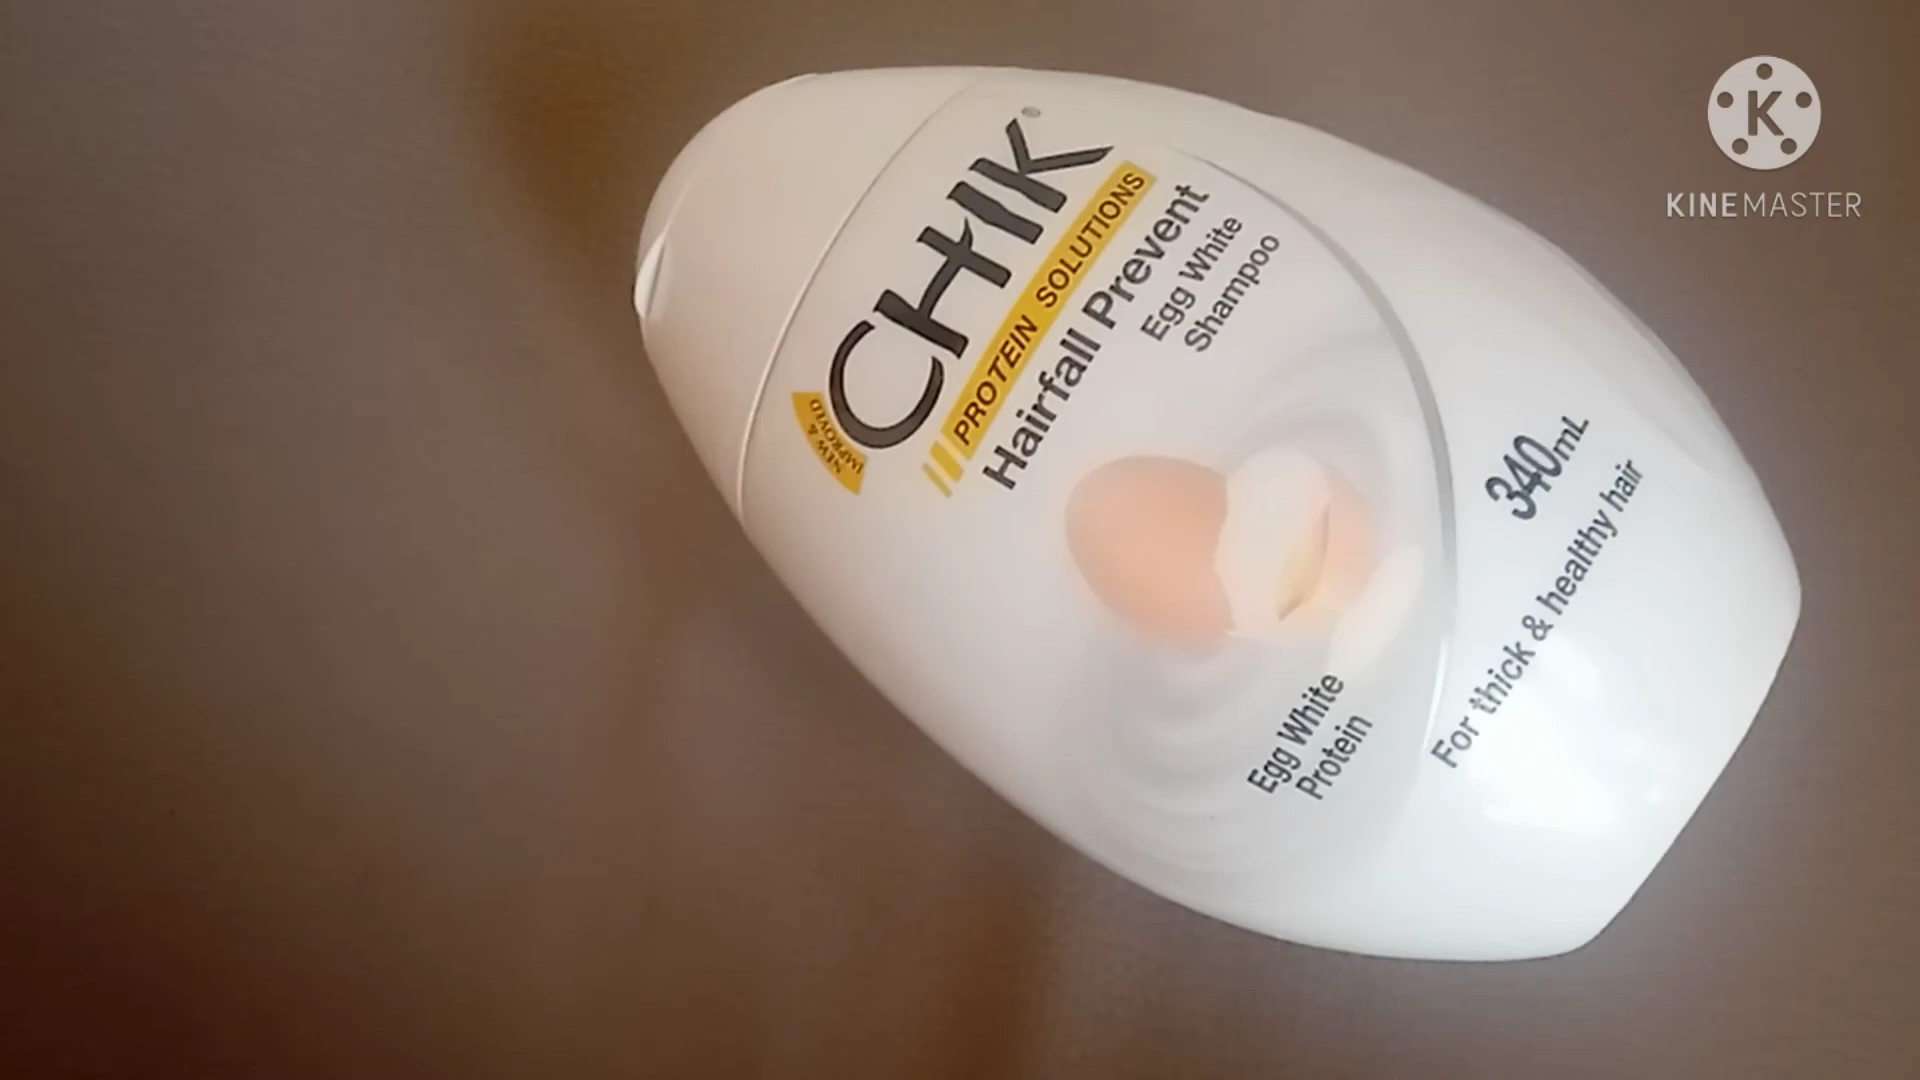 NEW &
IMPROVED
CHIK®
PROTEIN SOLUTIONS
Hairfall Prevent
Egg White
Shampoo
Egg White
Protein
340mL
For thick & healthy hair
K
KINEMASTER